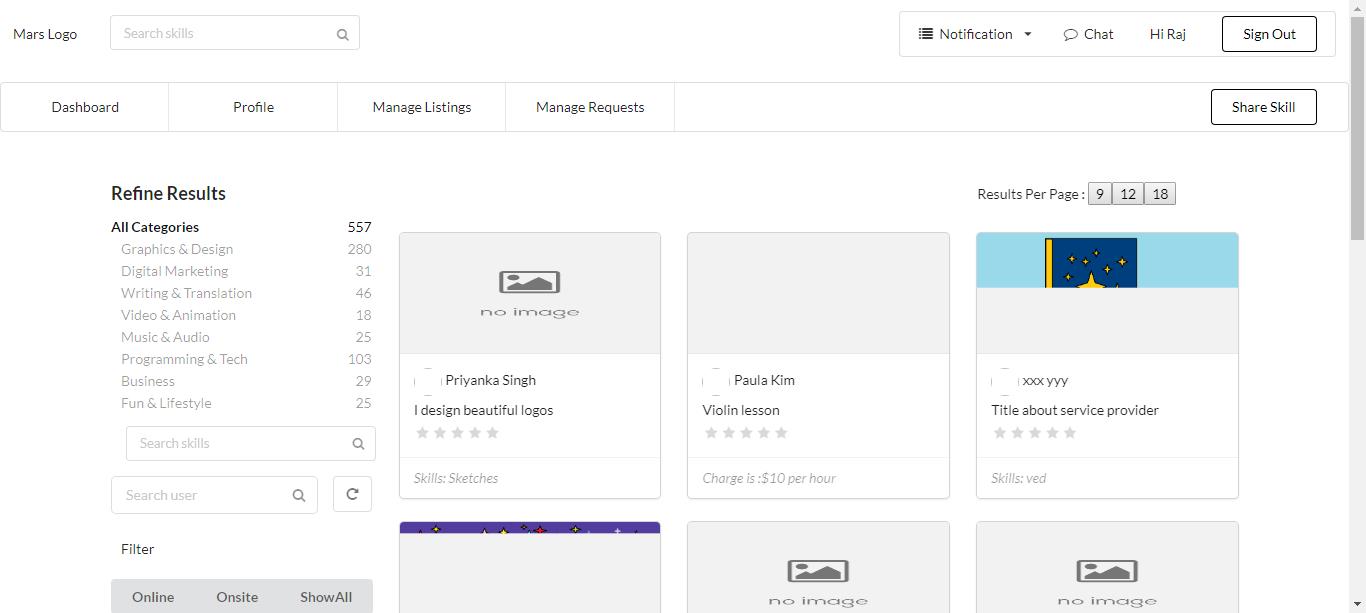 Mars Logo Search skills Notification Chat Hi Raj Sign Out
Dashboard Profile Manage Listings Manage Requests Share Skill
Refine Results
All Categories 557
Graphics & Design 280
Digital Marketing 31
Writing & Translation 46
Video & Animation 18
Music & Audio 25
Programming & Tech 103
Business 29
Fun & Lifestyle 25
Search skills
Search user
Filter
Online Onsite ShowAll
Results Per Page : 9 12 18
no image
Priyanka Singh
I design beautiful logos
Skills: Sketches
Paula Kim
Violin lesson
Charge is :$10 per hour
xxx yyy
Title about service provider
Skills: ved
no image
no image